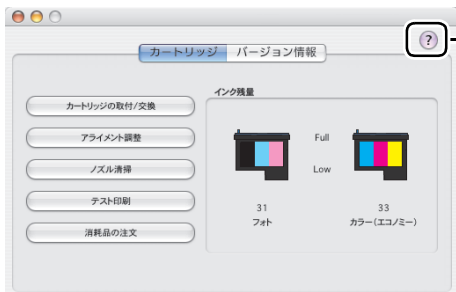 ?
カートリッジ バージョン情報
カートリッジの取付/交換
アライメント調整
ノズル清掃
テスト印刷
消耗品の注文
インク残量
Full
Low
31
フォト
33
カラー(エコノミー)